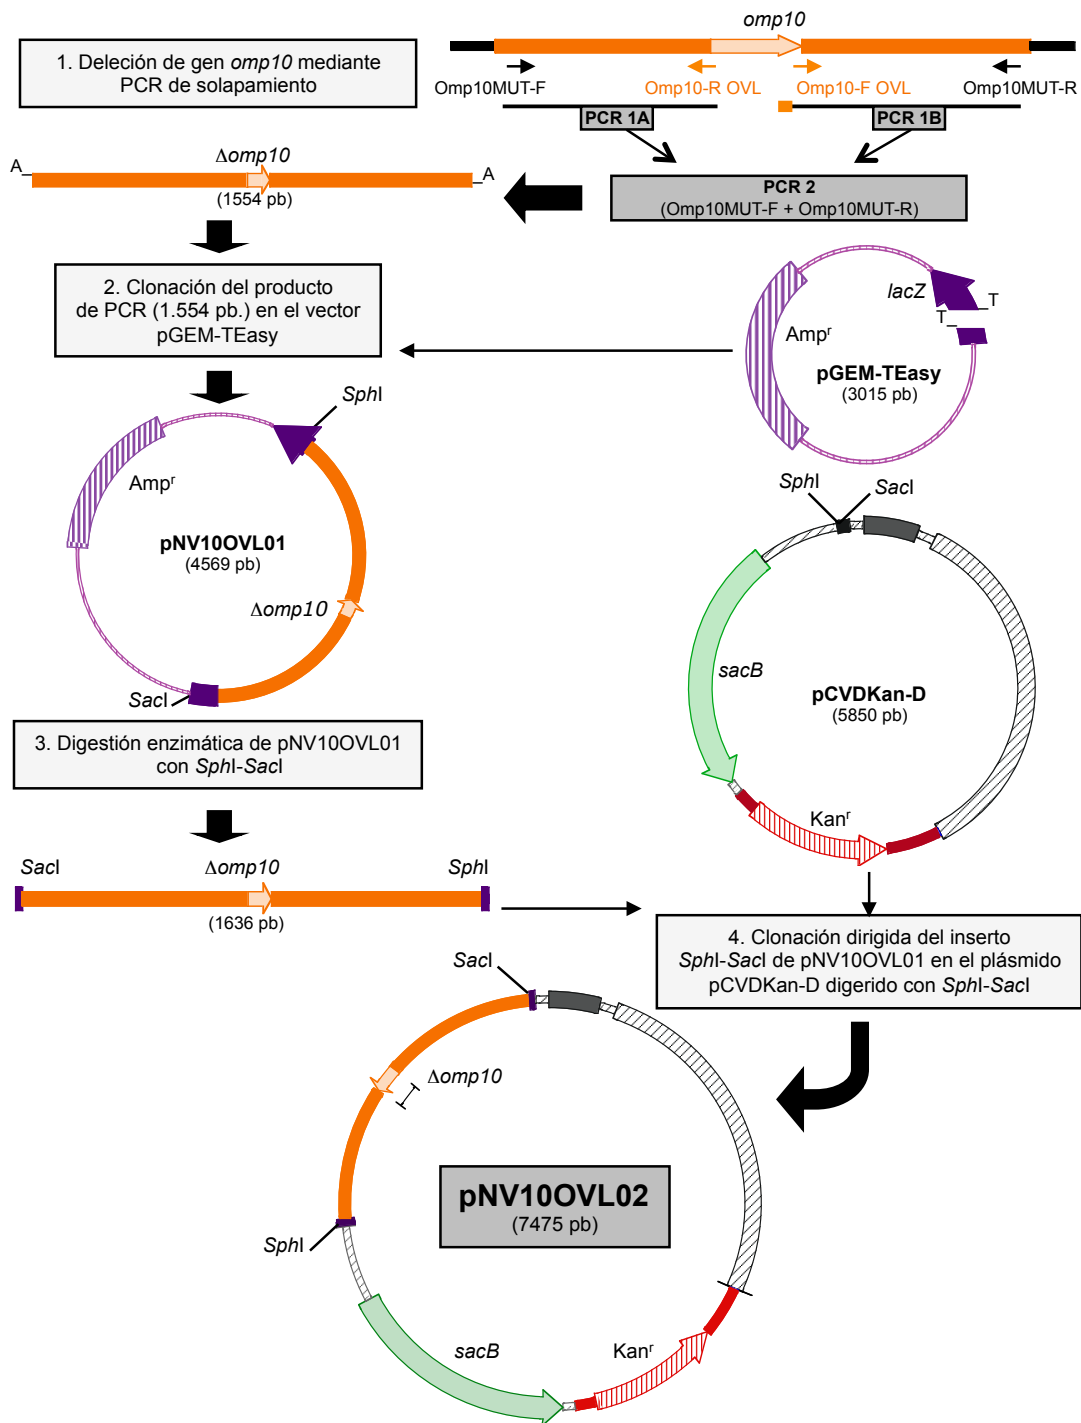 omp10
1. Deleción de gen omp10 mediante
PCR de solapamiento
Omp10MUT-F
Omp10-R OVL
Omp10-F OVL
Omp10MUT-R
PCR 1A
PCR 1B
Δomp10
A_
_A
(1554 pb)
PCR 2
(Omp10MUT-F + Omp10MUT-R)
2. Clonación del producto
de PCR (1.554 pb.) en el vector
pGEM-TEasy
lacZ
T_
_T
Ampʳ
pGEM-TEasy
(3015 pb)
SphI
Ampʳ
pNV10OVL01
(4569 pb)
Δomp10
SacI
SphI
SacI
sacB
pCVDKan-D
(5850 pb)
Kanʳ
3. Digestión enzimática de pNV10OVL01
con SphI-SacI
SacI
Δomp10
SphI
(1636 pb)
4. Clonación dirigida del inserto
SphI-SacI de pNV10OVL01 en el plásmido
pCVDKan-D digerido con SphI-SacI
SacI
Δomp10
pNV10OVL02
(7475 pb)
SphI
sacB
Kanʳ